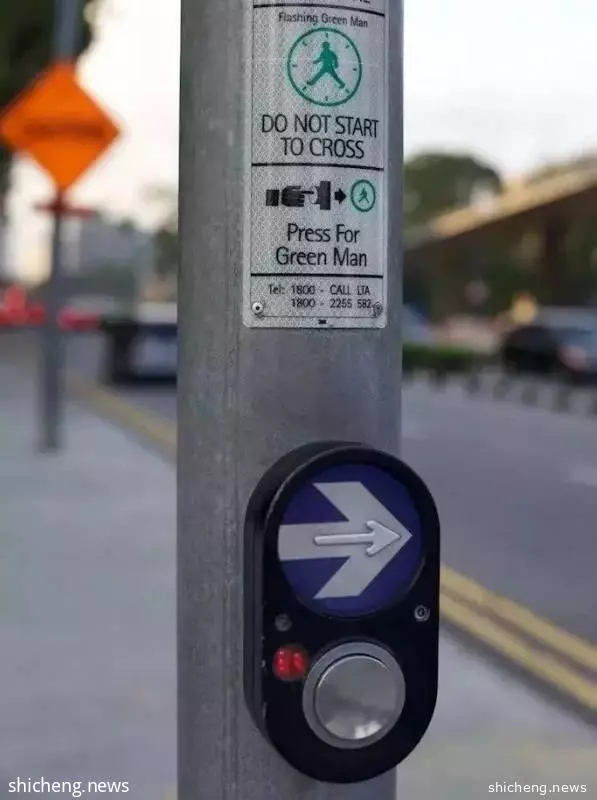 Flashing Green Man
DO NOT START
TO CROSS
Press For
Green Man
Tel: 1800 - CALL LTA
1800 - 2255 582
shicheng.news
shicheng.news